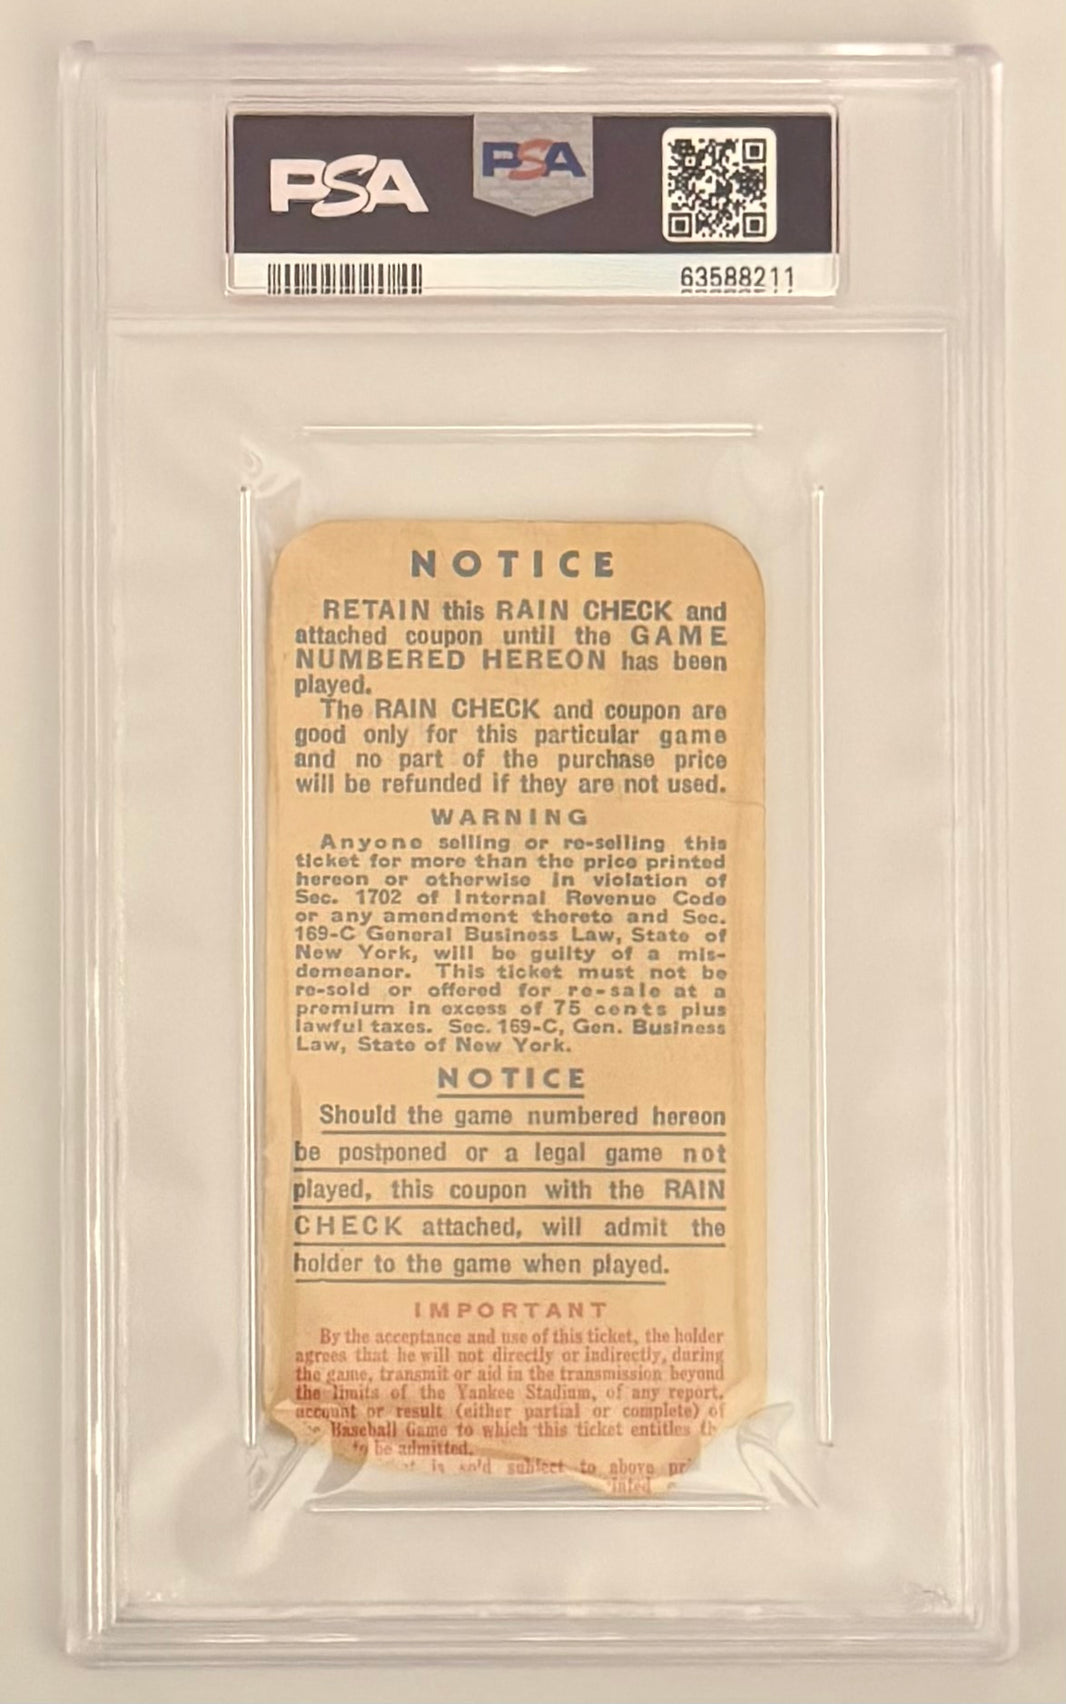 PSA
PSA
63588211
NOTICE
RETAIN this RAIN CHECK and
attached coupon until the GAME
NUMBERED HEREON has been
played.
The RAIN CHECK and coupon are
good only for this particular game
and no part of the purchase price
will be refunded if they are not used.
WARNING
Anyone selling or re-selling this
ticket for more than the price printed
hereon or otherwise in violation of
Sec. 1702 of Internal Revenue Code
or any amendment thereto and Sec.
169-C General Business Law, State of
New York, will be guilty of a mis-
demeanor. This ticket must not be
re-sold or offered for re-sale at a
premium in excess of 75 cents plus
lawful taxes. Sec. 169-C, Gen. Business
Law, State of New York.
NOTICE
Should the game numbered hereon
be postponed or a legal game not
played, this coupon with the RAIN
CHECK attached, will admit the
holder to the game when played.
IMPORTANT
By the acceptance and use of this ticket, the holder
agrees that he will not directly or indirectly, during
the game, transmit or aid in the transmission beyond
the limits of the Yankee Stadium, of any report,
account or result (either partial or complete) of
Baseball Game to which this ticket entitles
to be admitted.
is sold subject to above